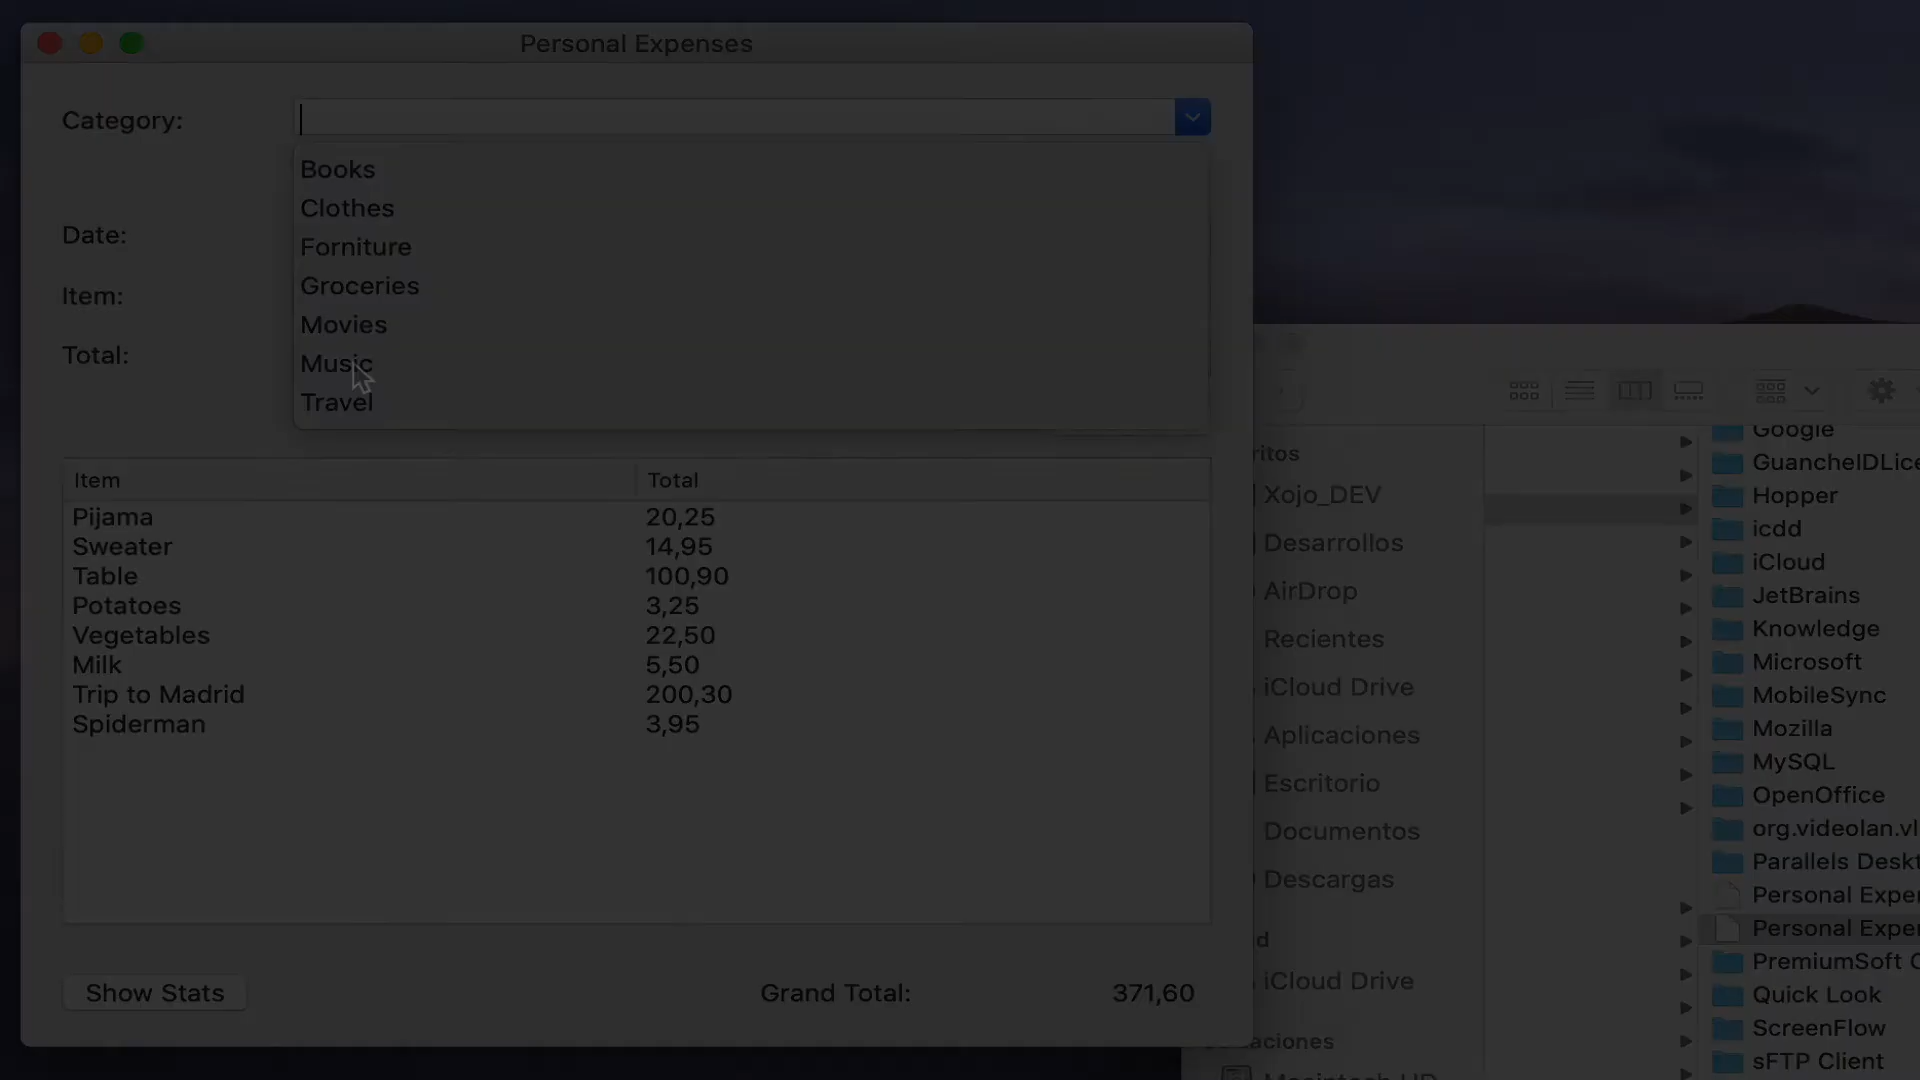 Personal Expenses
Category:
Books
Clothes
Forniture
Groceries
Movies
Music
Travel
Date:
Item:
Total:
Item Total
Pijama 20,25
Sweater 14,95
Table 100,90
Potatoes 3,25
Vegetables 22,50
Milk 5,50
Trip to Madrid 200,30
Spiderman 3,95
Show Stats Grand Total: 371,60
ritos
Xojo_DEV
Desarrollos
AirDrop
Recientes
iCloud Drive
Aplicaciones
Escritorio
Documentos
Descargas
d
iCloud Drive
aciones
Macintosh HD
Google
GuancheIDLice
Hopper
icdd
iCloud
JetBrains
Knowledge
Microsoft
MobileSync
Mozilla
MySQL
OpenOffice
org.videolan.vl
Parallels Deskt
Personal Exper
Personal Exper
PremiumSoft C
Quick Look
ScreenFlow
sFTP Client